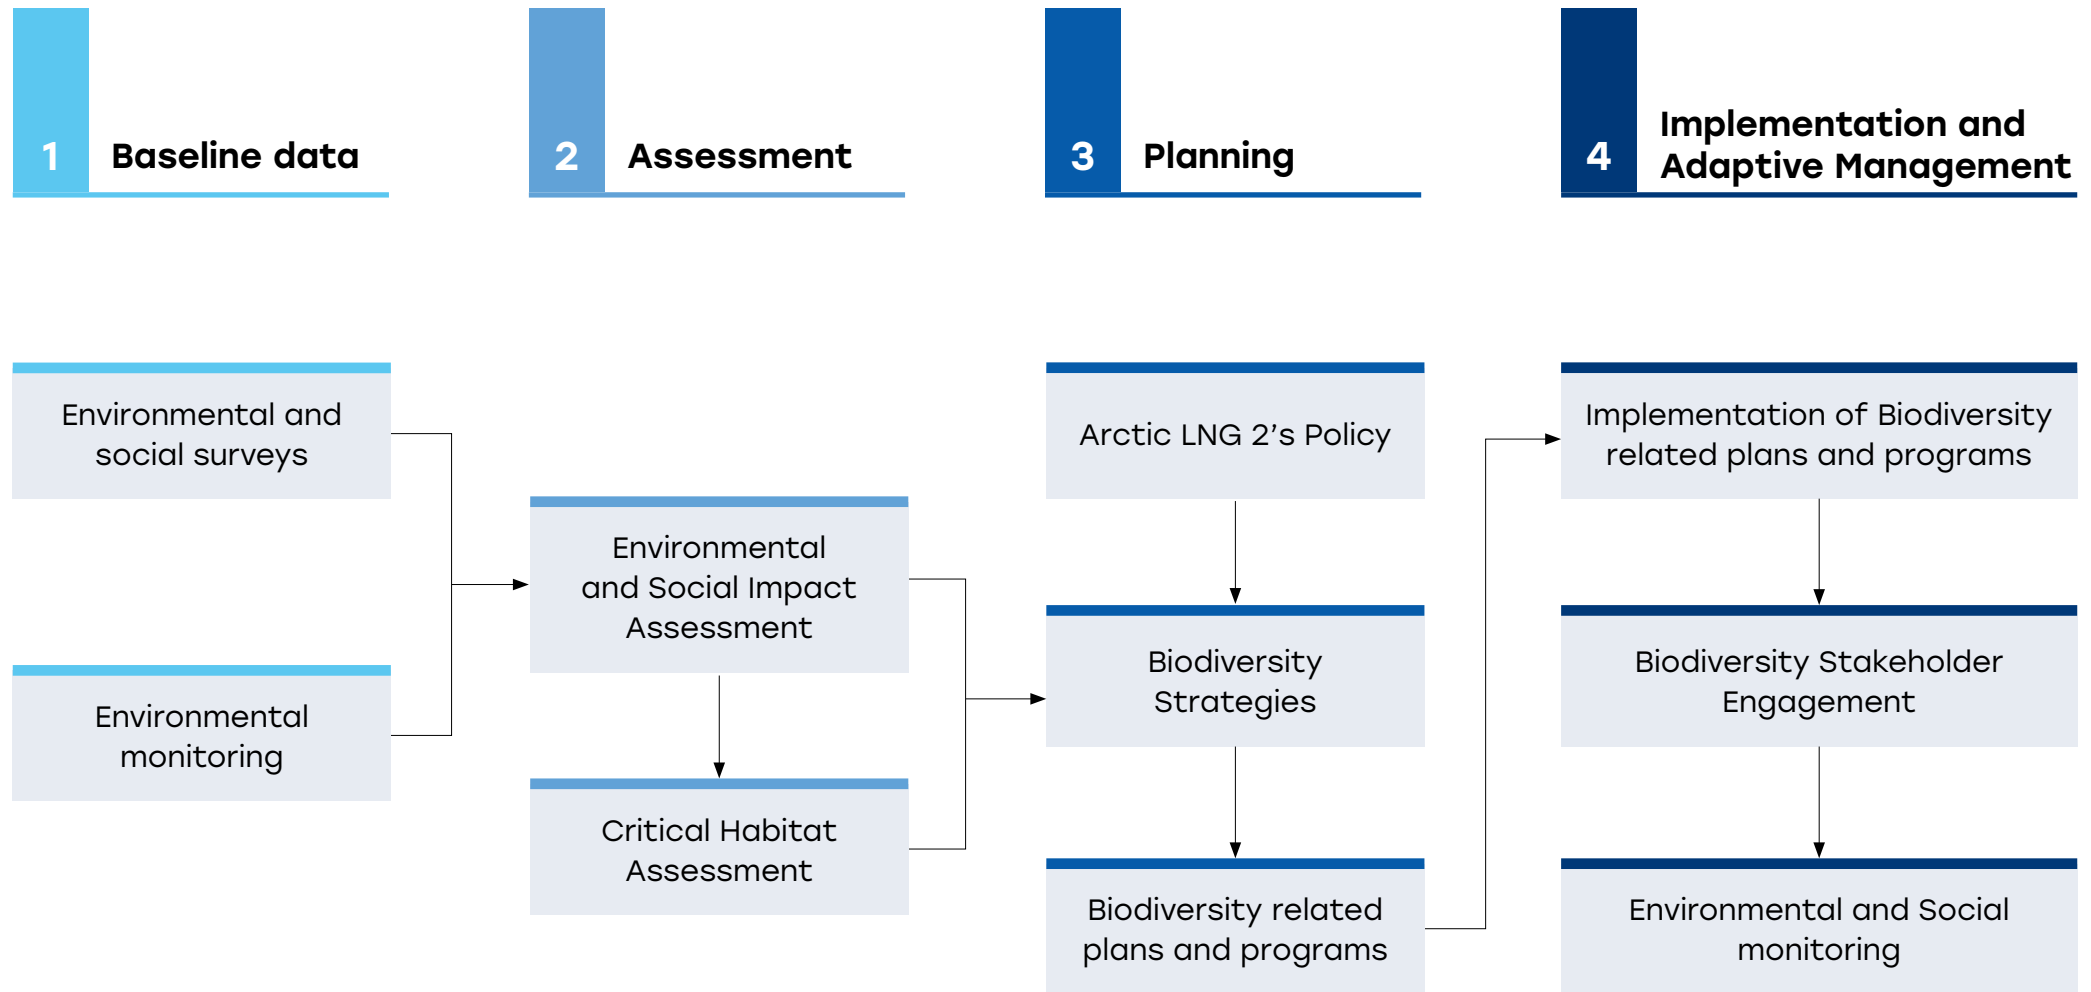 1
Baseline data
2
Assessment
3
Planning
4
Implementation and
Adaptive Management
Environmental and
social surveys
Environmental
monitoring
Environmental
and Social Impact
Assessment
Critical Habitat
Assessment
Arctic LNG 2’s Policy
Biodiversity
Strategies
Biodiversity related
plans and programs
Implementation of Biodiversity
related plans and programs
Biodiversity Stakeholder
Engagement
Environmental and Social
monitoring